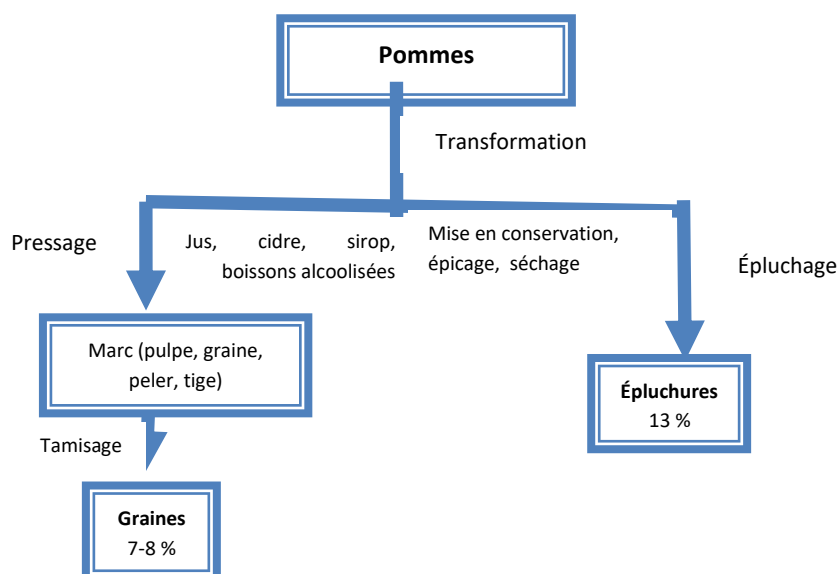 Pommes
Transformation
Pressage
Jus, cidre, sirop,
boissons alcoolisées
Mise en conservation,
épicage, séchage
Épluchage
Marc (pulpe, graine,
peler, tige)
Épluchures
13 %
Tamisage
Graines
7-8 %